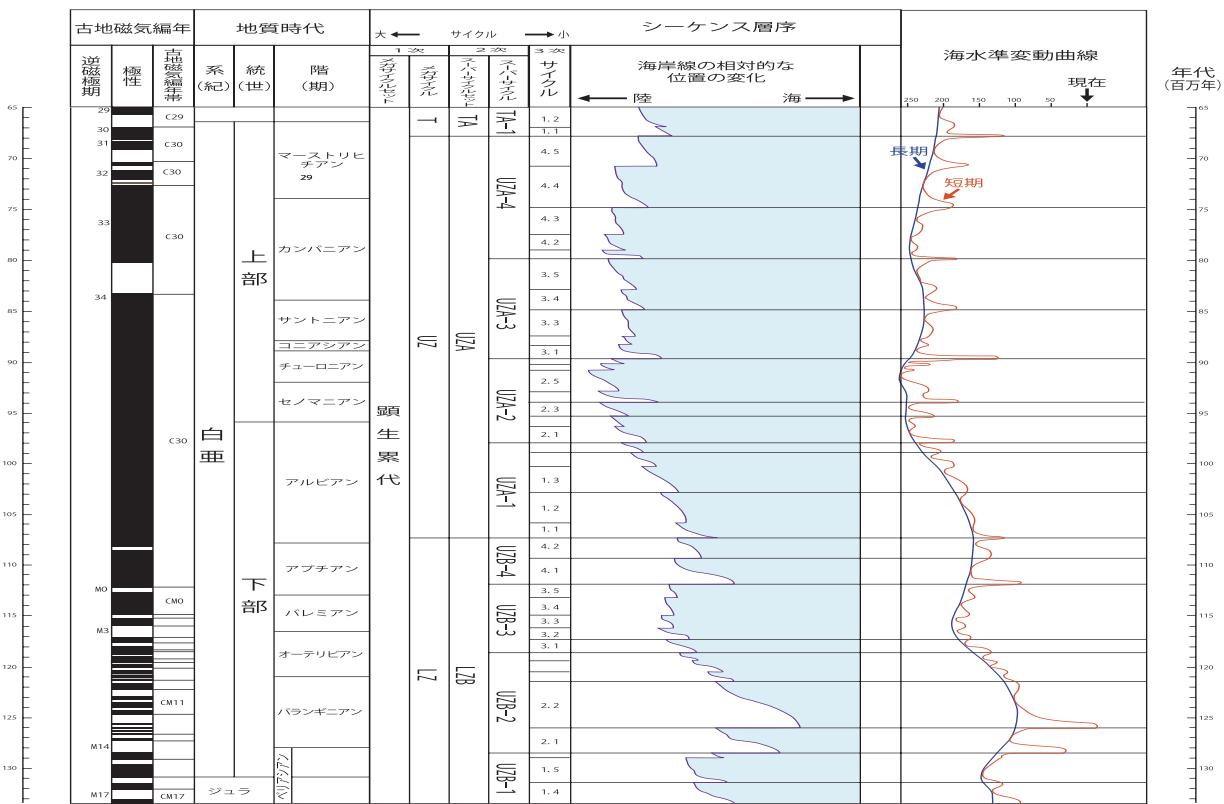 古地磁気編年
地質時代
シーケンス層序
大 サイクル 小
1次 2次 3次
逆磁極期
極性
古地磁気編年帯
系(紀)
統(世)
階(期)
メガサイクルセット
メガサイクル
スーパーサイクルセット
スーパーサイクル
サイクル
海岸線の相対的な
位置の変化
陸 海
海水準変動曲線
現在
250 200 150 100 50
年代
(百万年)
65
70
75
80
85
90
95
100
105
110
115
120
125
130
29
30
31
32
33
34
M0
M3
M14
M17
C29
C30
C30
C30
C30
CM0
CM11
CM17
白亜
ジュラ
上部
下部
マーストリヒ
チアン
29
カンパニアン
サントニアン
コニアシアン
チューロニアン
セノマニアン
アルビアン
アプチアン
バレミアン
オーテリビアン
バランギニアン
ベリアシアン
顕生累代
T
UZ
LZ
TA
UZA
LZB
TA-1
UZA-4
UZA-3
UZA-2
UZA-1
UZB-4
UZB-3
UZB-2
UZB-1
1.2
1.1
4.5
4.4
4.3
4.2
3.5
3.4
3.3
3.1
2.5
2.3
2.1
1.3
1.2
1.1
4.2
4.1
3.5
3.4
3.3
3.2
3.1
2.2
2.1
1.5
1.4
長期
短期
65
70
75
80
85
90
95
100
105
110
115
120
125
130